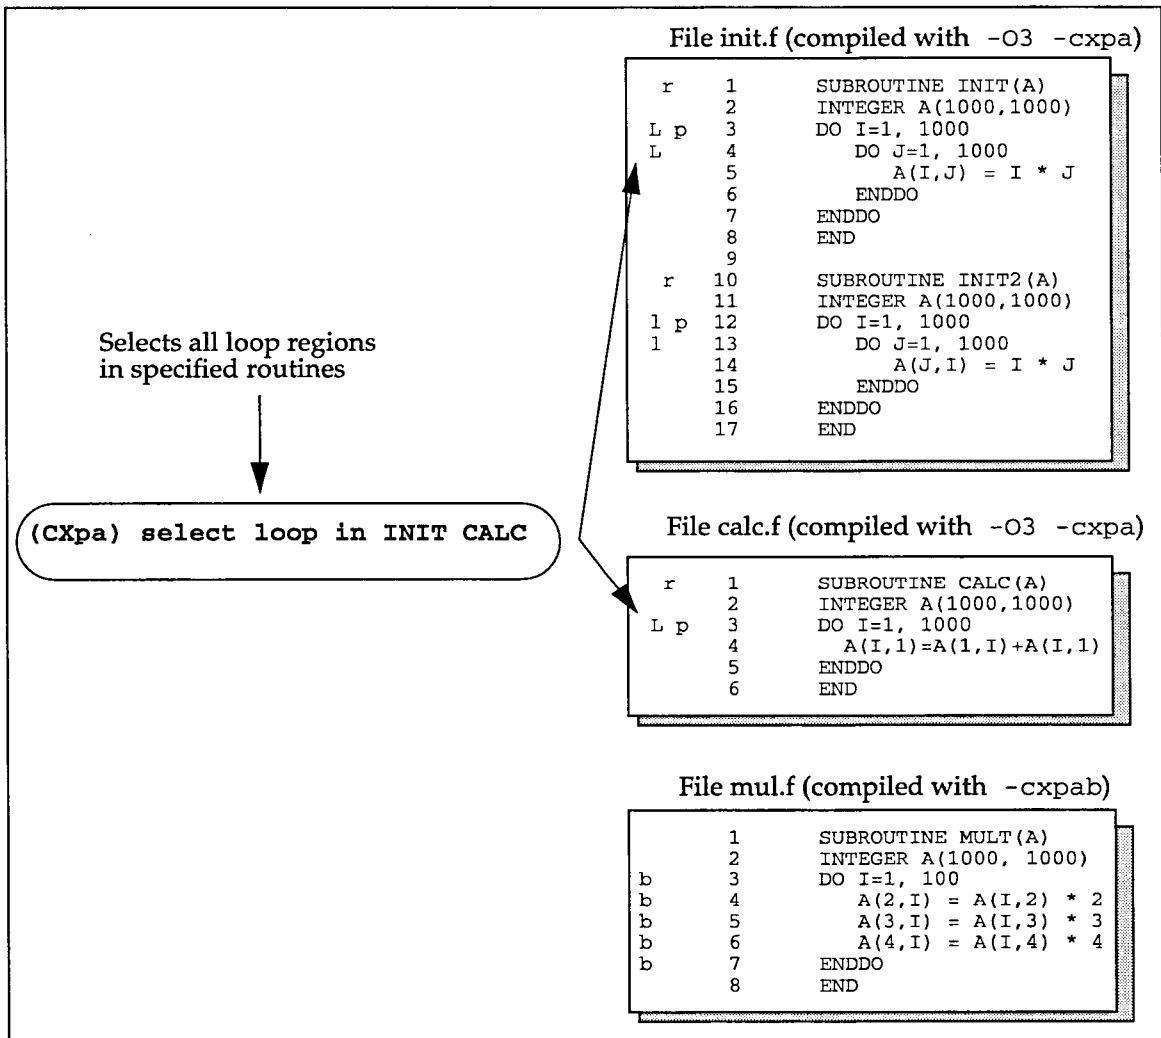 File init.f (compiled with -O3 -cxpa)
r 1 SUBROUTINE INIT(A)
2 INTEGER A(1000,1000)
L p 3 DO I=1, 1000
L 4 DO J=1, 1000
5 A(I,J) = I * J
6 ENDDO
7 ENDDO
8 END
9
r 10 SUBROUTINE INIT2(A)
11 INTEGER A(1000,1000)
l p 12 DO I=1, 1000
l 13 DO J=1, 1000
14 A(J,I) = I * J
15 ENDDO
16 ENDDO
17 END
Selects all loop regions
in specified routines
(CXpa) select loop in INIT CALC
File calc.f (compiled with -O3 -cxpa)
r 1 SUBROUTINE CALC(A)
2 INTEGER A(1000,1000)
L p 3 DO I=1, 1000
4 A(I,1)=A(1,I)+A(I,1)
5 ENDDO
6 END
File mul.f (compiled with -cxpab)
1 SUBROUTINE MULT(A)
2 INTEGER A(1000, 1000)
b 3 DO I=1, 100
b 4 A(2,I) = A(I,2) * 2
b 5 A(3,I) = A(I,3) * 3
b 6 A(4,I) = A(I,4) * 4
b 7 ENDDO
8 END